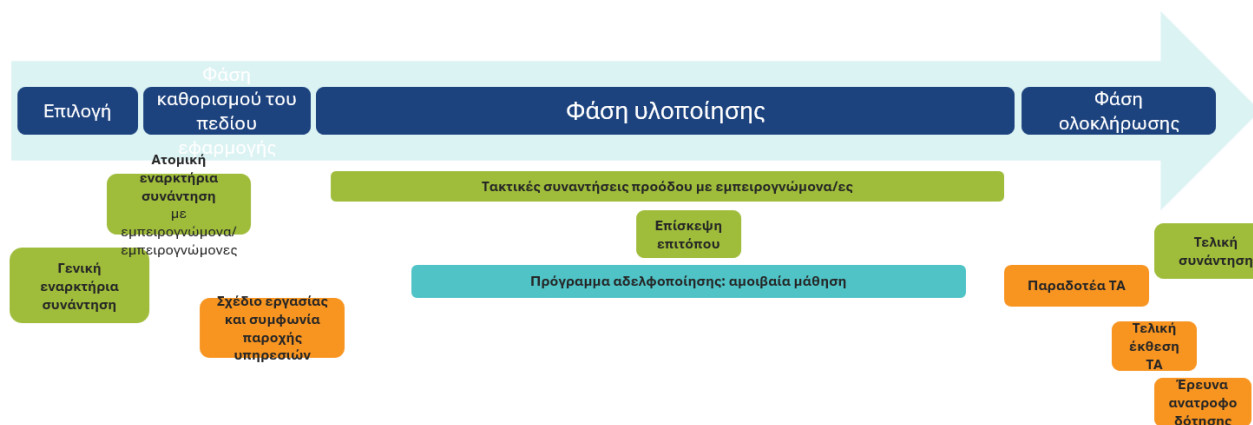 Επιλογή
Φάση
καθορισμού του
πεδίου
εφαρμογής
Φάση υλοποίησης
Φάση
ολοκλήρωσης
Ατομική
εναρκτήρια
συνάντηση
με
εμπειρογνώμονα/
εμπειρογνώμονες
Γενική
εναρκτήρια
συνάντηση
Σχέδιο εργασίας
και συμφωνία
παροχής
υπηρεσιών
Τακτικές συναντήσεις προόδου με εμπειρογνώμονα/ες
Επίσκεψη
επιτόπου
Πρόγραμμα αδελφοποίησης: αμοιβαία μάθηση
Τελική
συνάντηση
Παραδοτέα ΤΑ
Τελική
έκθεση
ΤΑ
Έρευνα
ανατροφο
δότησης